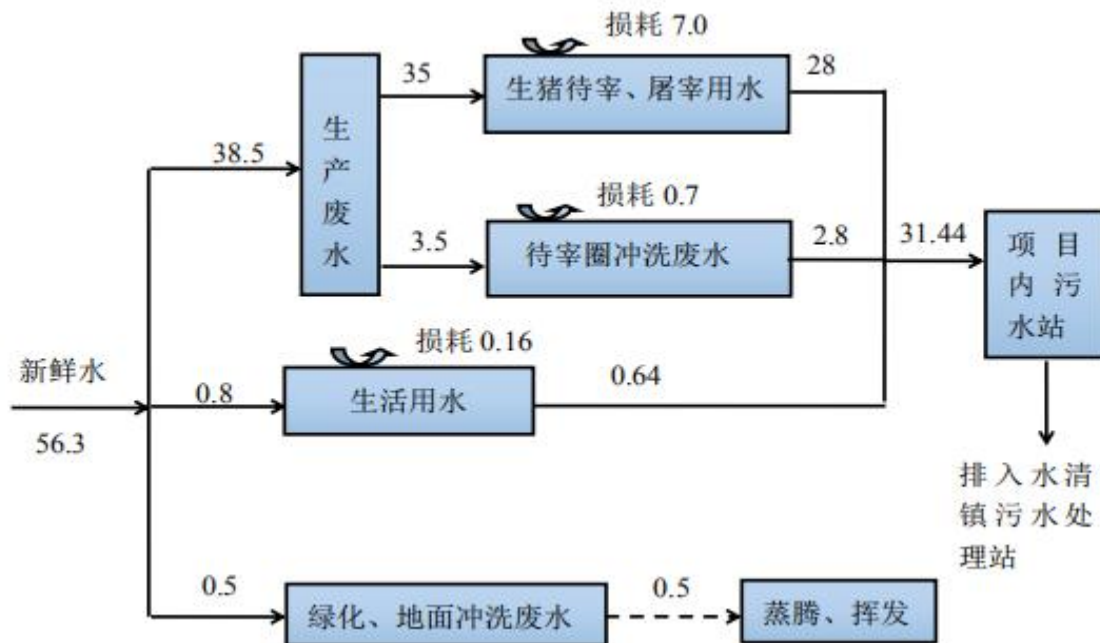 损耗 7.0
35
生猪待宰、屠宰用水
28
生产废水
38.5
损耗 0.7
3.5
待宰圈冲洗废水
2.8
31.44
项目
内污
水站
损耗 0.16
新鲜水
0.8
生活用水
0.64
56.3
排入水清
镇污水处
理站
0.5
绿化、地面冲洗废水
0.5
蒸腾、挥发